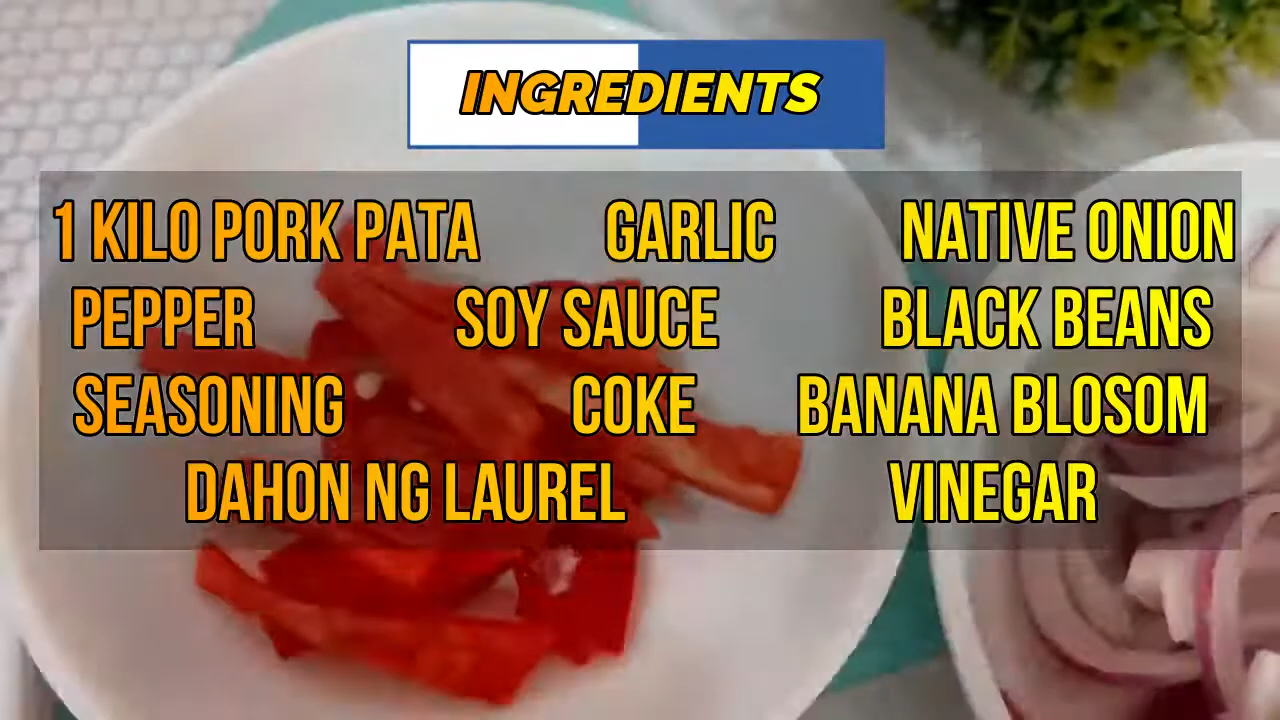 INGREDIENTS
1 KILO PORK PATA GARLIC NATIVE ONION
PEPPER SOY SAUCE BLACK BEANS
SEASONING COKE BANANA BLOSOM
DAHON NG LAUREL VINEGAR